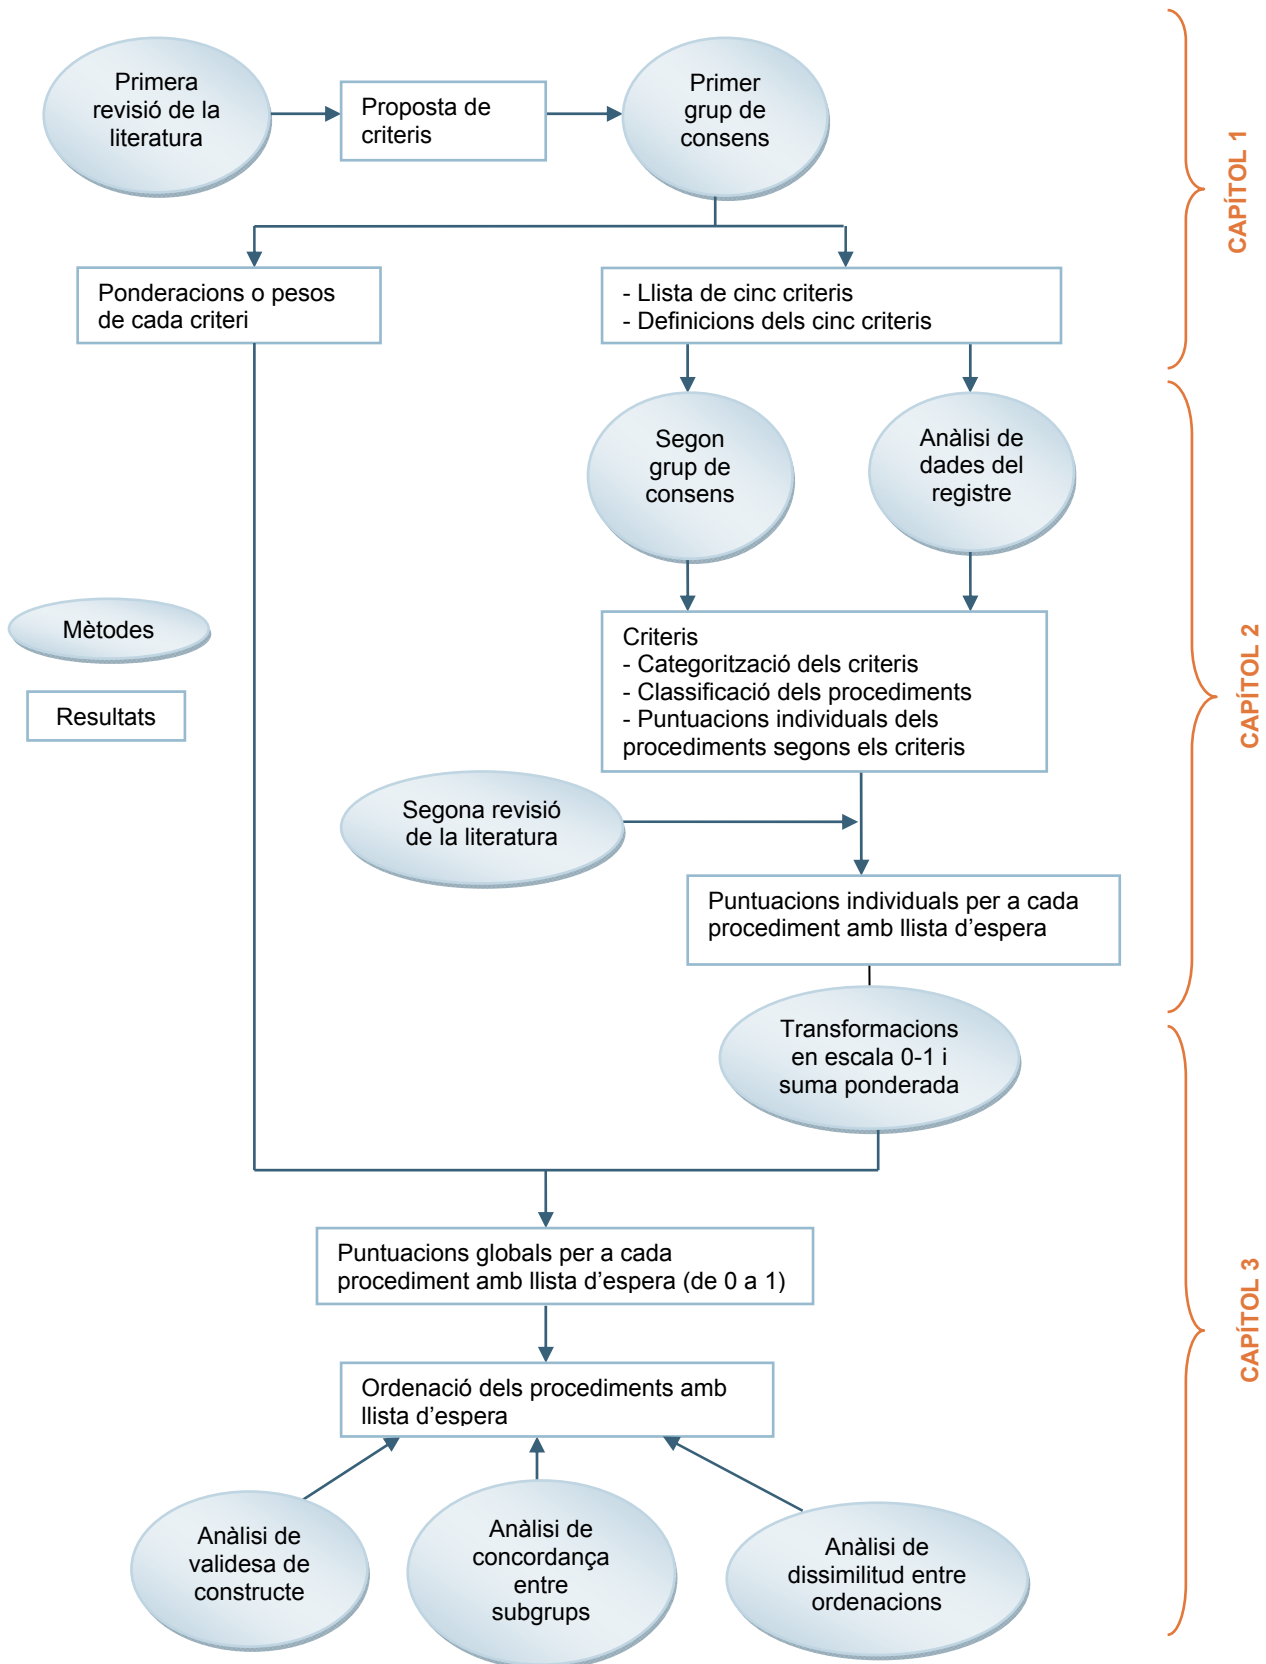 Primera
revisió de la
literatura
Proposta de
criteris
Primer
grup de
consens
CAPÍTOL 1
Ponderacions o pesos
de cada criteri
- Llista de cinc criteris
- Definicions dels cinc criteris
Segon
grup de
consens
Anàlisi de
dades del
registre
Mètodes
Resultats
Criteris
- Categorització dels criteris
- Classificació dels procediments
- Puntuacions individuals dels
procediments segons els criteris
CAPÍTOL 2
Segona revisió
de la literatura
Puntuacions individuals per a cada
procediment amb llista d’espera
Transformacions
en escala 0-1 i
suma ponderada
Puntuacions globals per a cada
procediment amb llista d’espera (de 0 a 1)
CAPÍTOL 3
Ordenació dels procediments amb
llista d’espera
Anàlisi de
validesa de
constructe
Anàlisi de
concordança
entre
subgrups
Anàlisi de
dissimilitud entre
ordenacions